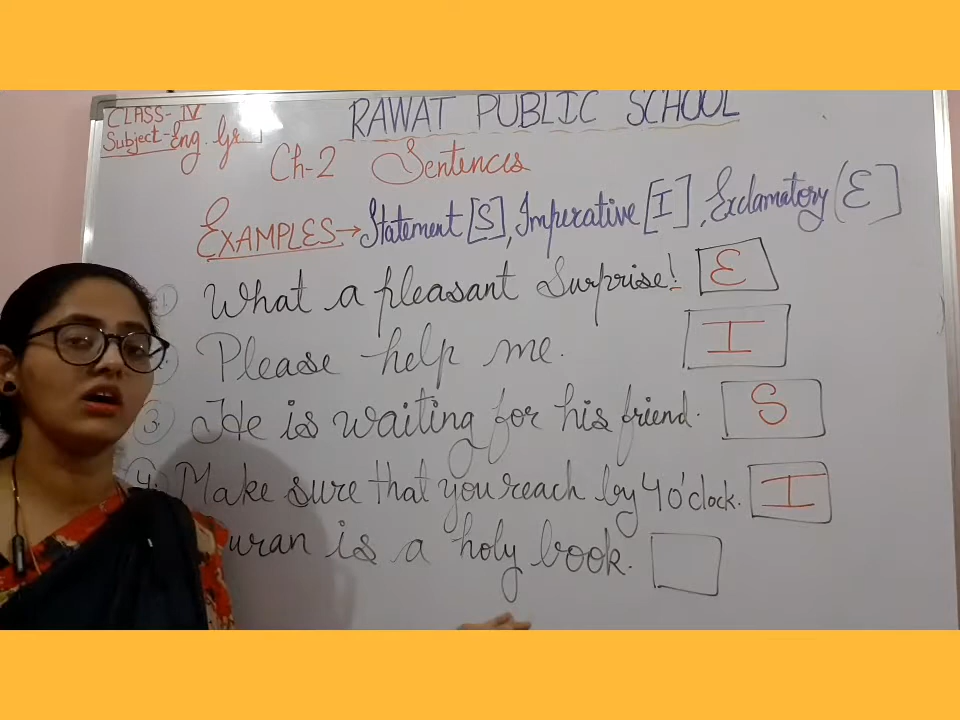 CLASS- IV
Subject- Eng. Gr
RAWAT PUBLIC SCHOOL
Ch-2 Sentences
EXAMPLES→ Statement [S], Imperative [I], Exclamatory (E]
1 What a pleasant Surprise! E
Please help me. I
3. He is waiting for his friend. S
4. Make sure that you reach by 4 o'clock. I
uran is a holy book.